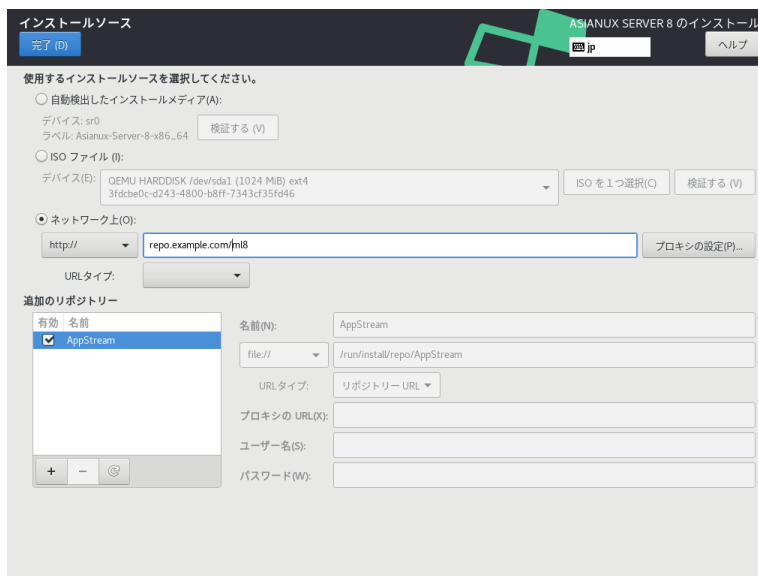 インストールソース
ASIANUX SERVER 8 のインストール
完了 (D)
jp
ヘルプ
使用するインストールソースを選択してください。
自動検出したインストールメディア(A):
デバイス: sr0
ラベル: Asianux-Server-8-x86_64
検証する (V)
ISO ファイル (I):
デバイス(E):
QEMU HARDDISK /dev/sda1 (1024 MiB) ext4
3fdcbe0c-d243-4800-b8ff-7343cf35fd46
ISO を 1 つ選択(C)
検証する (V)
ネットワーク上(O):
http://
repo.example.com/ml8
プロキシの設定(P)...
URLタイプ:
追加のリポジトリー
有効 名前
AppStream
名前(N):
AppStream
file://
/run/install/repo/AppStream
URLタイプ:
リポジトリー URL
プロキシの URL(X):
ユーザー名(S):
パスワード(W):